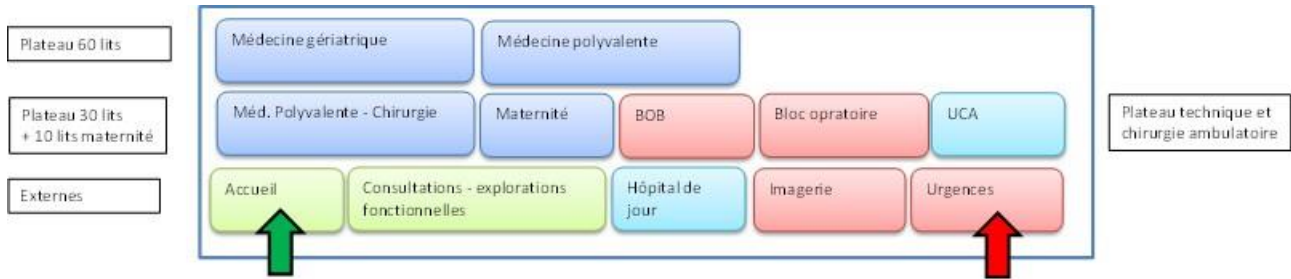 Plateau 60 lits
Médecine gériatrique
Médecine polyvalente
Plateau 30 lits
+ 10 lits maternité
Méd. Polyvalente - Chirurgie
Maternité
BOB
Bloc opratoire
UCA
Plateau technique et
chirurgie ambulatoire
Externes
Accueil
Consultations - explorations
fonctionnelles
Hôpital de
jour
Imagerie
Urgences